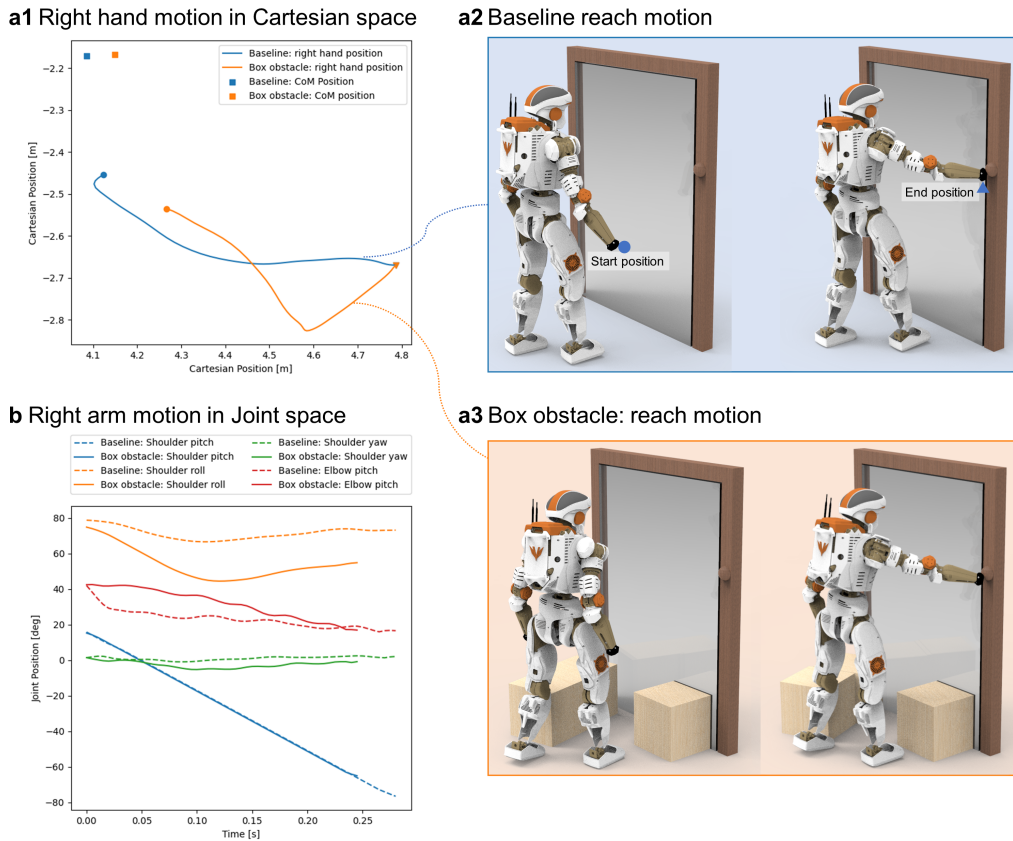 a1 Right hand motion in Cartesian space
Baseline: right hand position
Box obstacle: right hand position
Baseline: CoM Position
Box obstacle: CoM position
−2.2
−2.3
−2.4
−2.5
−2.6
−2.7
−2.8
Cartesian Position [m]
4.1 4.2 4.3 4.4 4.5 4.6 4.7 4.8
Cartesian Position [m]
a2 Baseline reach motion
Start position
End position
b Right arm motion in Joint space
Baseline: Shoulder pitch
Box obstacle: Shoulder pitch
Baseline: Shoulder roll
Box obstacle: Shoulder roll
Baseline: Shoulder yaw
Box obstacle: Shoulder yaw
Baseline: Elbow pitch
Box obstacle: Elbow pitch
80
60
40
20
0
−20
−40
−60
−80
Joint Position [deg]
0.00 0.05 0.10 0.15 0.20 0.25
Time [s]
a3 Box obstacle: reach motion